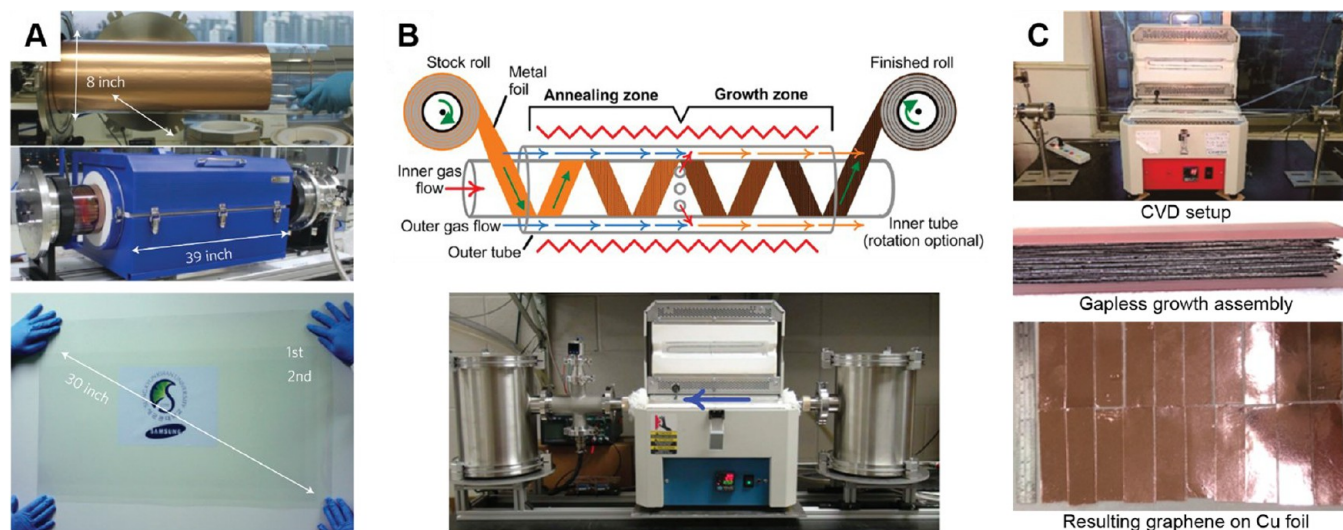 A
8 inch
39 inch
1st
2nd
30 inch
SAMSUNG
B
Stock roll
Metal
foil
Finished roll
Annealing zone
Growth zone
Inner gas
flow
Outer gas flow
Outer tube
Inner tube
(rotation optional)
C
CVD setup
Gapless growth assembly
Resulting graphene on Cu foil